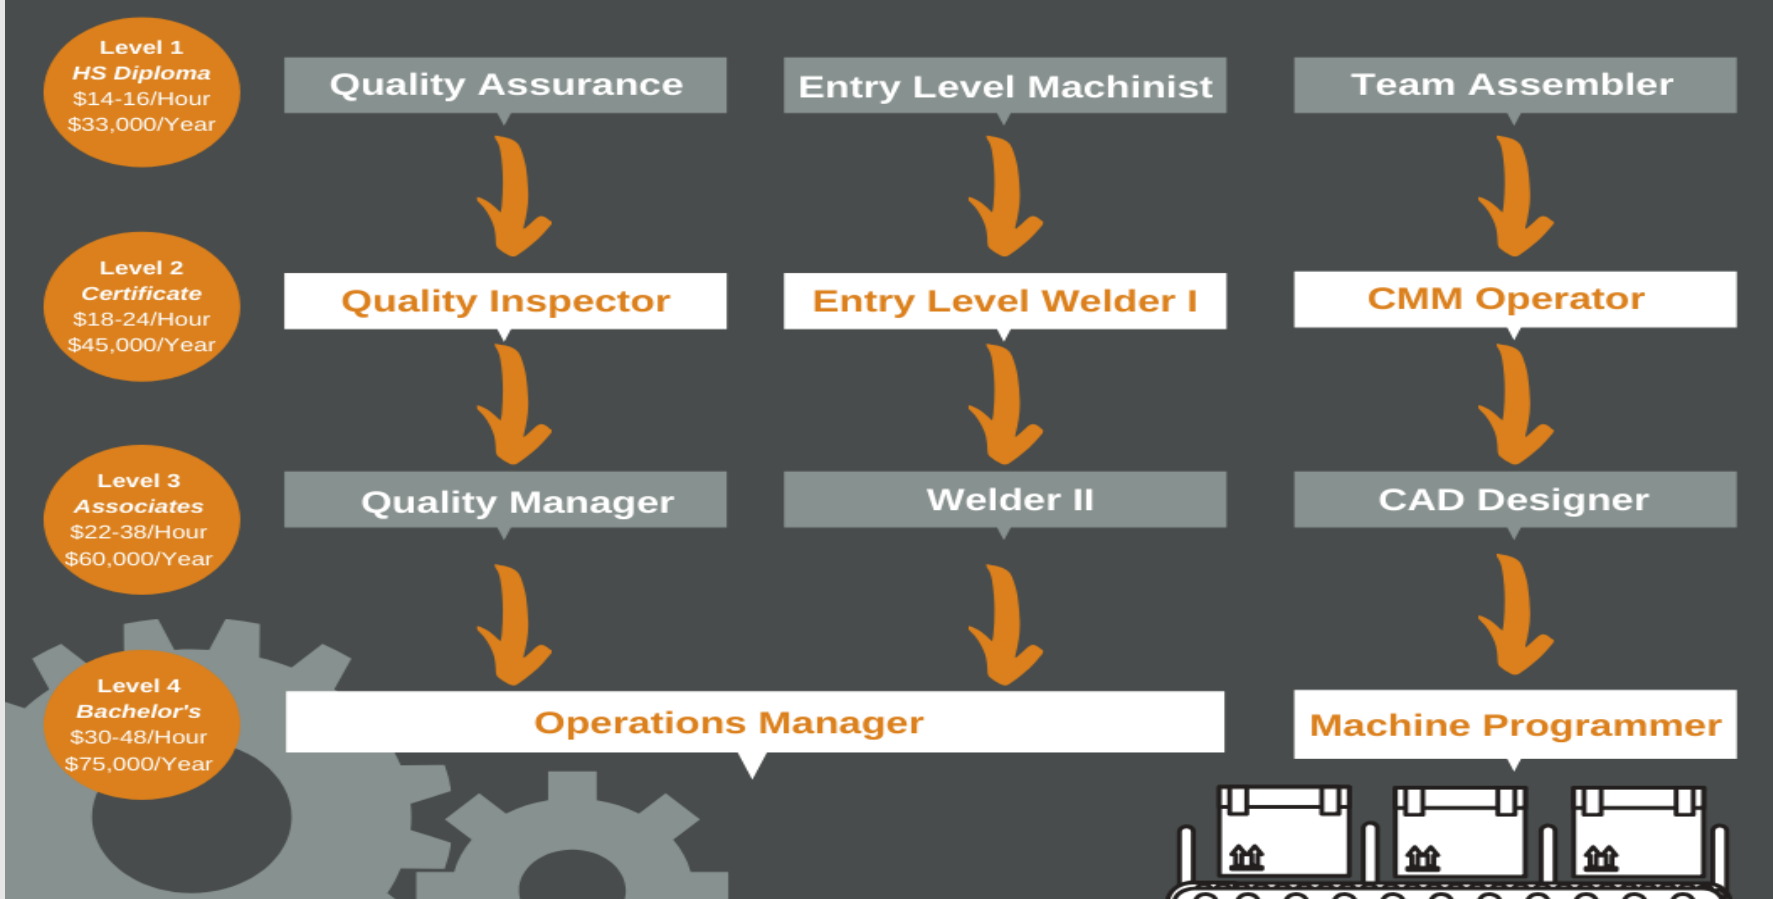 Level 1
HS Diploma
$14-16/Hour
$33,000/Year
Quality Assurance
Entry Level Machinist
Team Assembler
Level 2
Certificate
$18-24/Hour
$45,000/Year
Quality Inspector
Entry Level Welder I
CMM Operator
Level 3
Associates
$22-38/Hour
$60,000/Year
Quality Manager
Welder II
CAD Designer
Level 4
Bachelor's
$30-48/Hour
$75,000/Year
Operations Manager
Machine Programmer